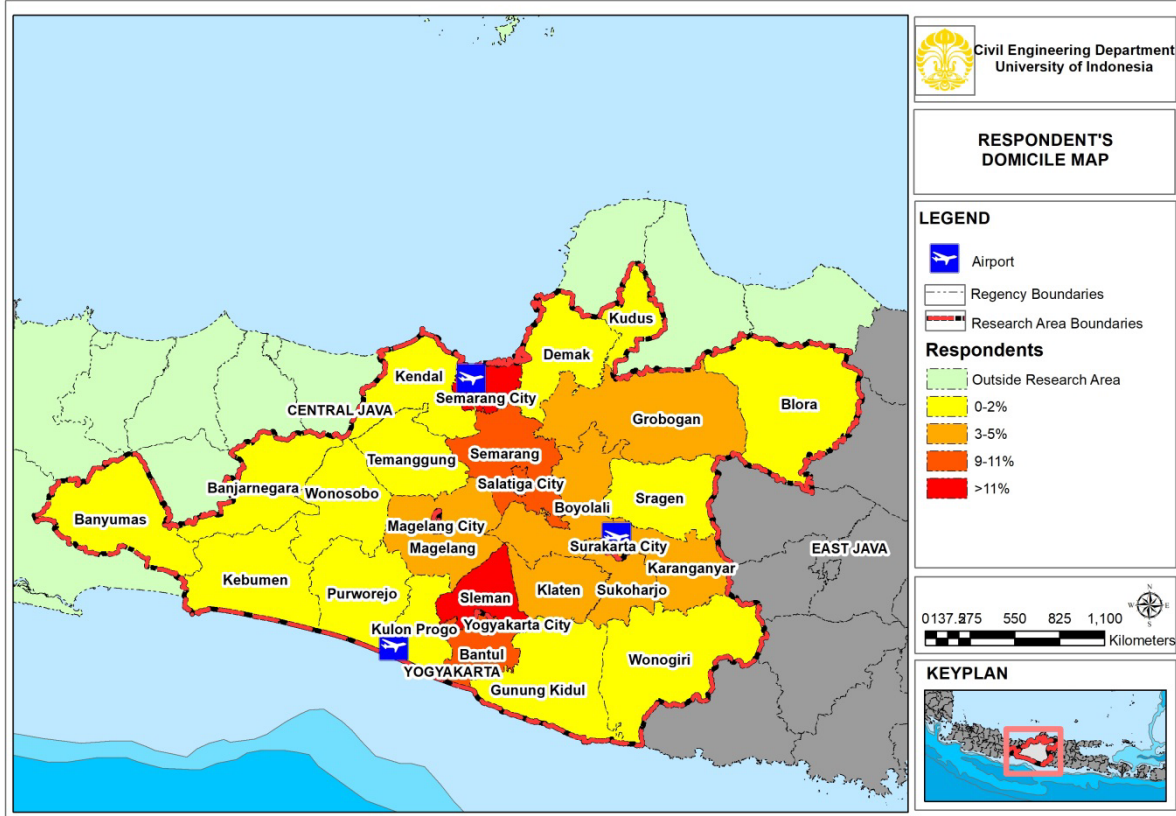 Civil Engineering Department
University of Indonesia
RESPONDENT'S
DOMICILE MAP
LEGEND
Airport
Regency Boundaries
Research Area Boundaries
Respondents
Outside Research Area
0-2%
3-5%
9-11%
>11%
0137.5275 550 825 1,100
Kilometers
N
W E
S
KEYPLAN
Kudus
Demak
Kendal
Semarang City
CENTRAL JAVA
Blora
Grobogan
Temanggung
Semarang
Banjarnegara
Wonosobo
Salatiga City
Sragen
Boyolali
Banyumas
Magelang City
Magelang
Surakarta City
EAST JAVA
Karanganyar
Kebumen
Purworejo
Sleman
Klaten
Sukoharjo
Kulon Progo
Yogyakarta City
Bantul
Wonogiri
YOGYAKARTA
Gunung Kidul